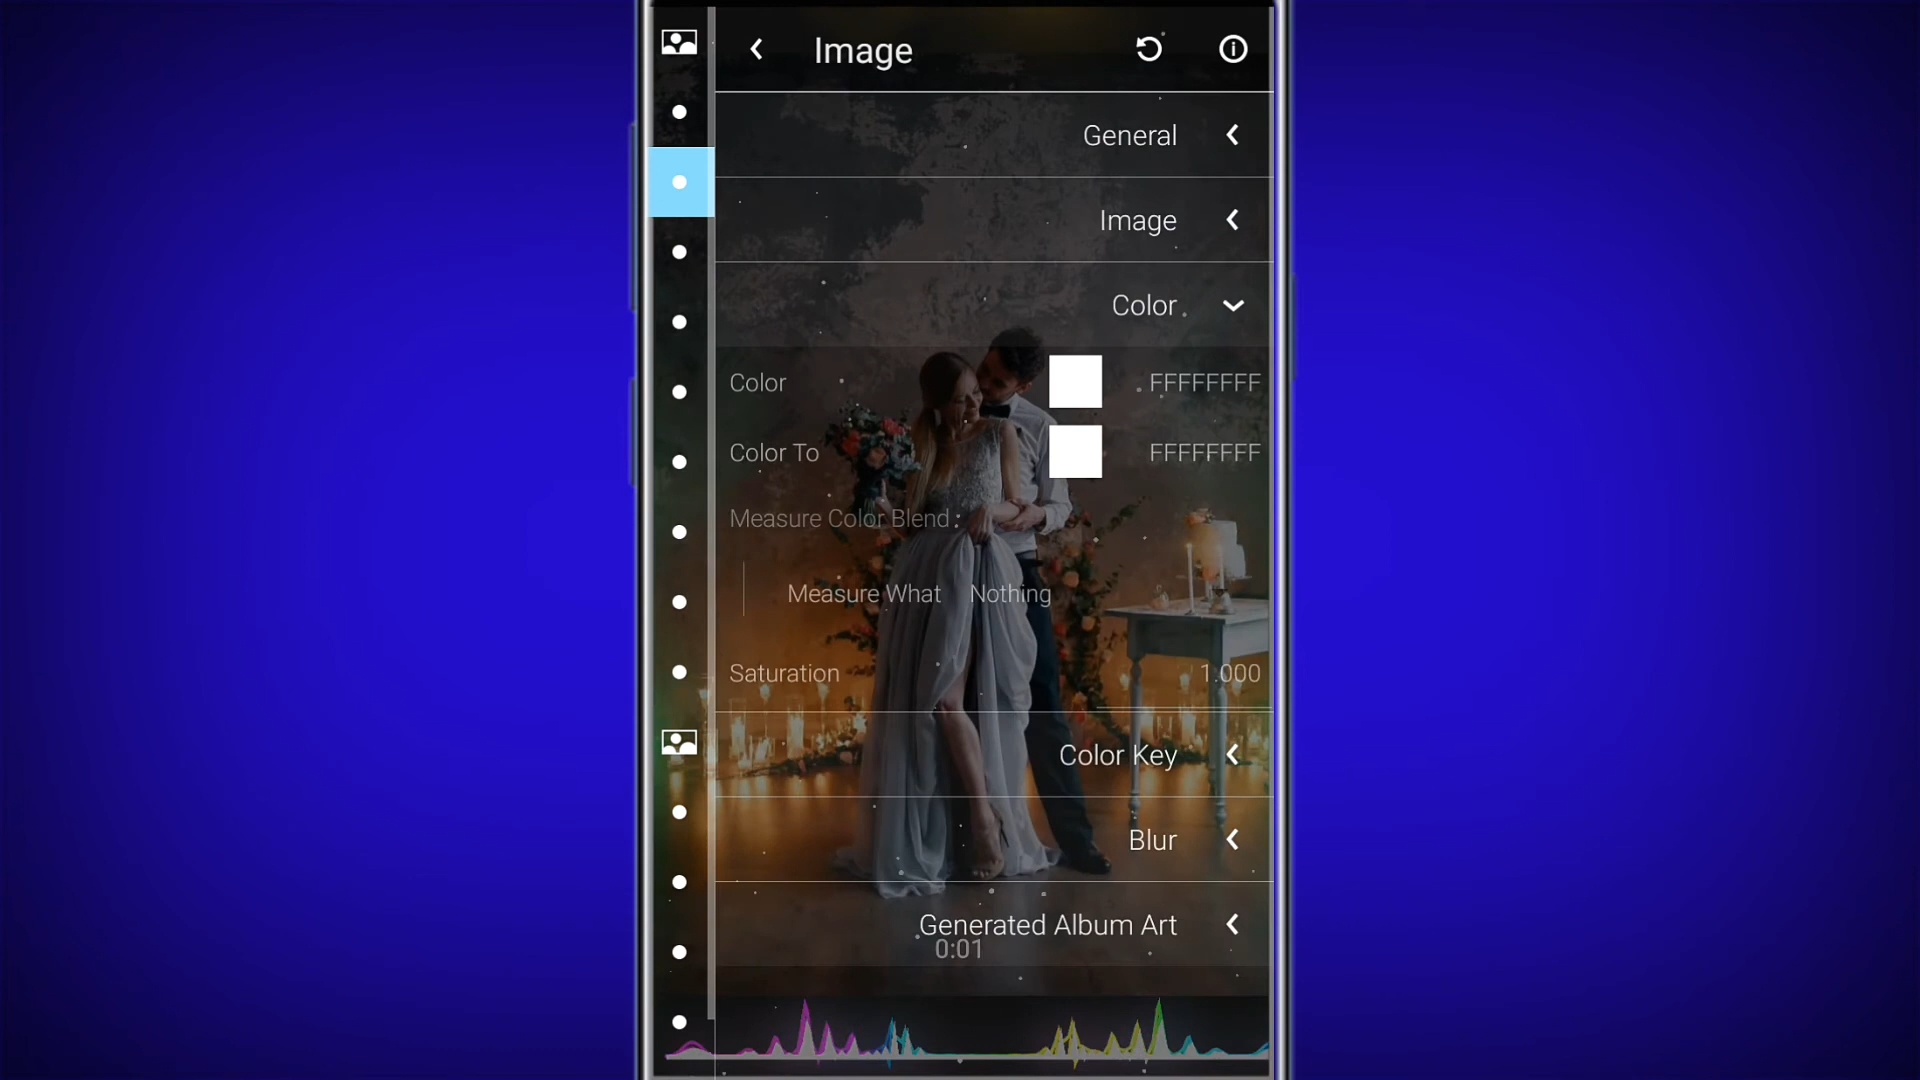 Image
General
Image
Color
Color FFFFFFFF
Color To FFFFFFFF
Measure Color Blend
Measure What Nothing
Saturation 1.000
Color Key
Blur
Generated Album Art
0:01